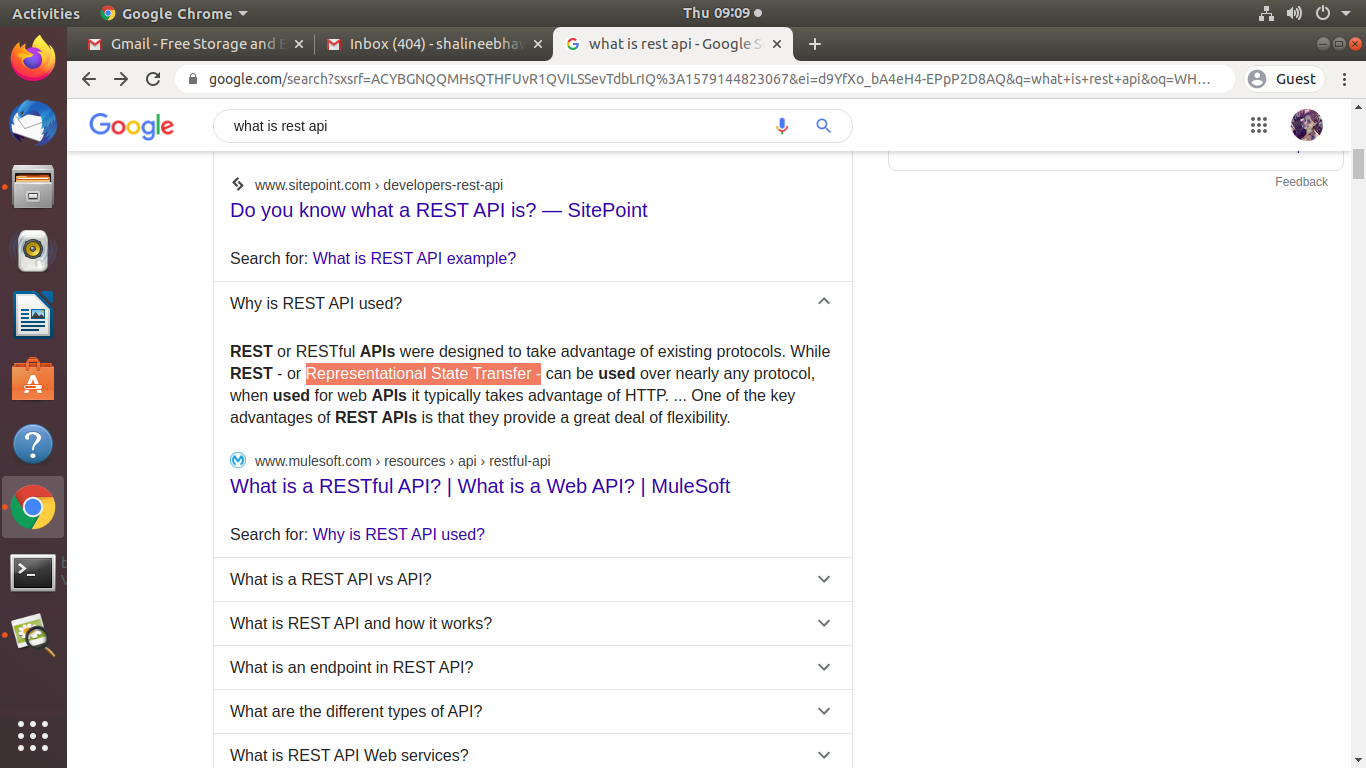 Activities
Google Chrome
Thu 09:09
Gmail - Free Storage and
Inbox (404) - shalineebhav
what is rest api - Google S
google.com/search?sxsrf=ACYBGNQQMHsQTHFUvR1QVILSSevTdbLrIQ%3A1579144823067&ei=d9YfXo_bA4eH4-EPpP2D8AQ&q=what+is+rest+api&oq=WH...
Guest
Google
what is rest api
Feedback
www.sitepoint.com › developers-rest-api
Do you know what a REST API is? — SitePoint
Search for: What is REST API example?
Why is REST API used?
REST or RESTful APIs were designed to take advantage of existing protocols. While
REST - or Representational State Transfer - can be used over nearly any protocol,
when used for web APIs it typically takes advantage of HTTP. ... One of the key
advantages of REST APIs is that they provide a great deal of flexibility.
www.mulesoft.com › resources › api › restful-api
What is a RESTful API? | What is a Web API? | MuleSoft
Search for: Why is REST API used?
What is a REST API vs API?
What is REST API and how it works?
What is an endpoint in REST API?
What are the different types of API?
What is REST API Web services?